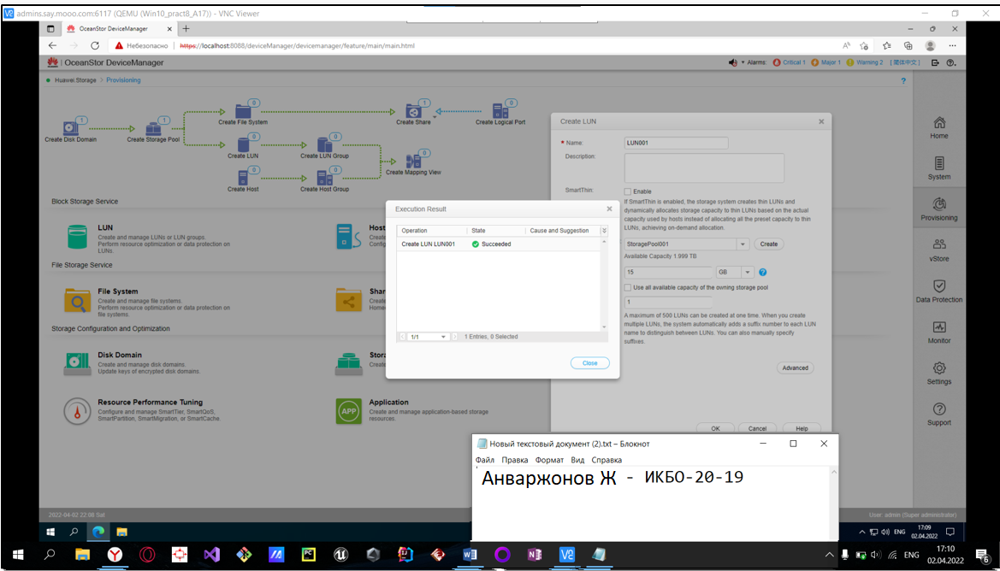 admins.say.mooo.com:6117 (QEMU (Win10_pract8_A17)) - VNC Viewer
OceanStor DeviceManager
Небезопасно
https://localhost:8088/deviceManager/devicemanager/feature/main/main.html
OceanStor DeviceManager
Alarms: Critical 1 Major 1 Warning 2 [简体中文]
Huawei.Storage > Provisioning
1
Create Disk Domain
1
Create Storage Pool
0
Create File System
1
Create Share
0
Create Logical Port
0
Create LUN
0
Create LUN Group
0
Create Mapping View
0
Create Host
0
Create Host Group
Block Storage Service
LUN
Create and manage LUNs or LUN groups.
Perform resource optimization or data protection on
LUNs.
Host
File Storage Service
File System
Create and manage file systems.
Perform resource optimization or data protection on
file systems.
Storage Configuration and Optimization
Disk Domain
Create and manage disk domains.
Update keys of encrypted disk domains.
Resource Performance Tuning
Configure and manage SmartTier, SmartQoS,
SmartPartition, SmartMigration, or SmartCache.
APP
Application
Create and manage application-based storage
resources.
Execution Result
Operation State Cause and Suggestion
Create LUN LUN001 Succeeded
1/1 1 Entries, 0 Selected
Close
Create LUN
* Name: LUN001
Description:
SmartThin: Enable
If SmartThin is enabled, the storage system creates thin LUNs and
dynamically allocates storage capacity to thin LUNs based on the actual
capacity used by hosts instead of allocating all the preset capacity to thin
LUNs, achieving on-demand allocation.
StoragePool001 Create
Available Capacity 1.999 TB
15 GB
Use all available capacity of the owning storage pool
1
A maximum of 500 LUNs can be created at one time. When you create
multiple LUNs, the system automatically adds a suffix number to each LUN
name to distinguish between LUNs. You can also manually specify
suffixes.
Advanced
OK Cancel Help
Home
System
Provisioning
vStore
Data Protection
Monitor
Settings
Support
Новый текстовый документ (2).txt – Блокнот
Файл Правка Формат Вид Справка
Анваржонов Ж - ИКБО-20-19
2022-04-02 22:08 Sat
User: admin (Super administrator)
ENG
17:09
02.04.2022
ENG
17:10
02.04.2022
6